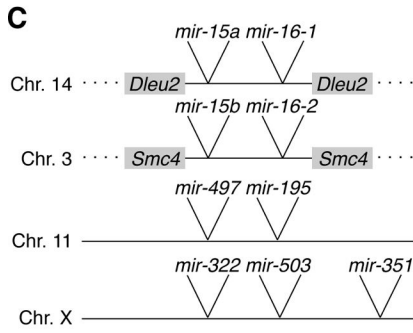 C
mir-15a mir-16-1
Chr. 14 .... Dleu2 Dleu2 ....
mir-15b mir-16-2
Chr. 3 .... Smc4 Smc4 ....
mir-497 mir-195
Chr. 11
mir-322 mir-503 mir-351
Chr. X